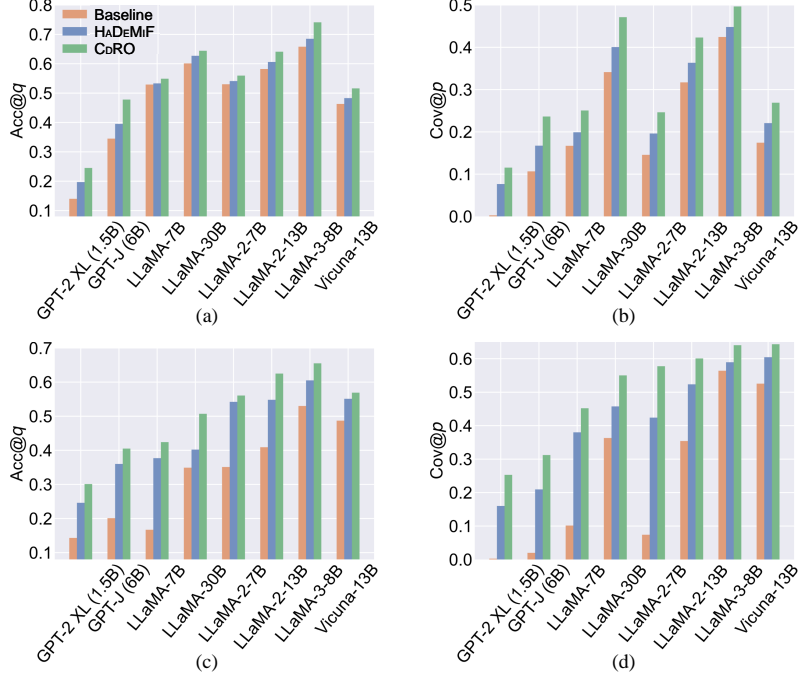 0.8
0.7
0.6
0.5
0.4
0.3
0.2
0.1
Acc@q
Baseline
HADEMIF
CDRO
GPT-2 XL (1.5B)
GPT-J (6B)
LLaMA-7B
LLaMA-30B
LLaMA-2-7B
LLaMA-2-13B
LLaMA-3-8B
Vicuna-13B
(a)
0.5
0.4
0.3
0.2
0.1
0.0
Cov@p
GPT-2 XL (1.5B)
GPT-J (6B)
LLaMA-7B
LLaMA-30B
LLaMA-2-7B
LLaMA-2-13B
LLaMA-3-8B
Vicuna-13B
(b)
0.7
0.6
0.5
0.4
0.3
0.2
0.1
Acc@q
GPT-2 XL (1.5B)
GPT-J (6B)
LLaMA-7B
LLaMA-30B
LLaMA-2-7B
LLaMA-2-13B
LLaMA-3-8B
Vicuna-13B
(c)
0.6
0.5
0.4
0.3
0.2
0.1
0.0
Cov@p
GPT-2 XL (1.5B)
GPT-J (6B)
LLaMA-7B
LLaMA-30B
LLaMA-2-7B
LLaMA-2-13B
LLaMA-3-8B
Vicuna-13B
(d)